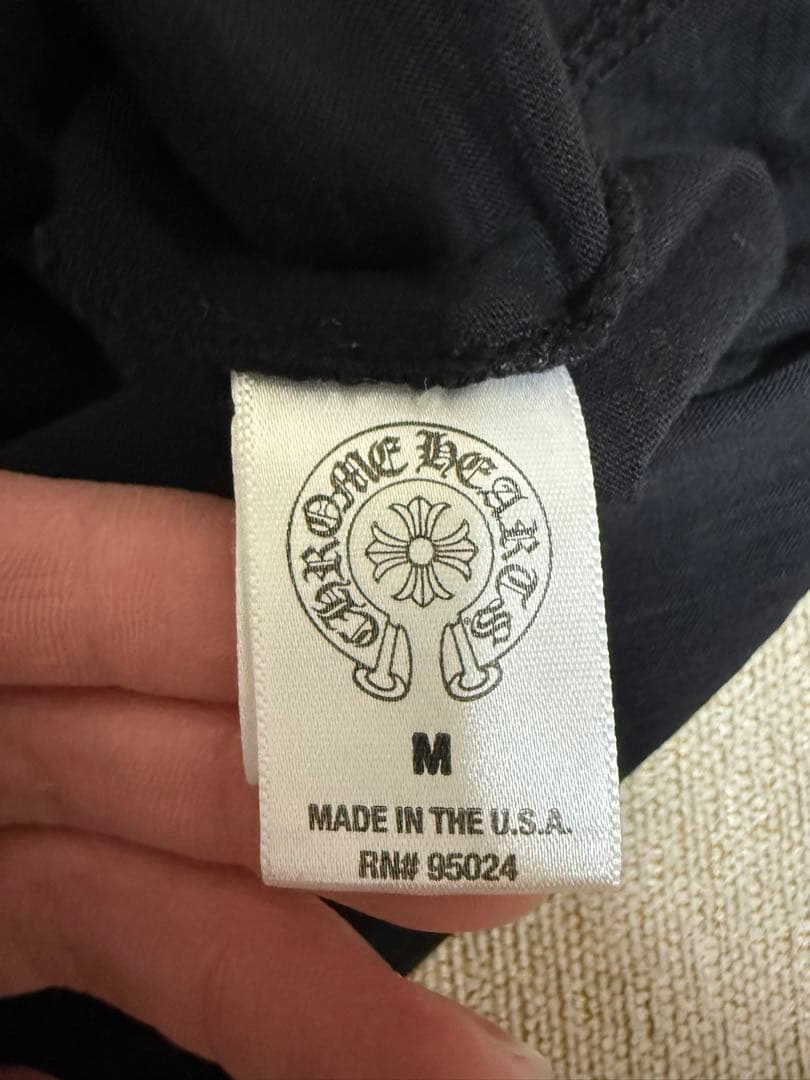 CHROME HEARTS
M
MADE IN THE U.S.A.
RN# 95024